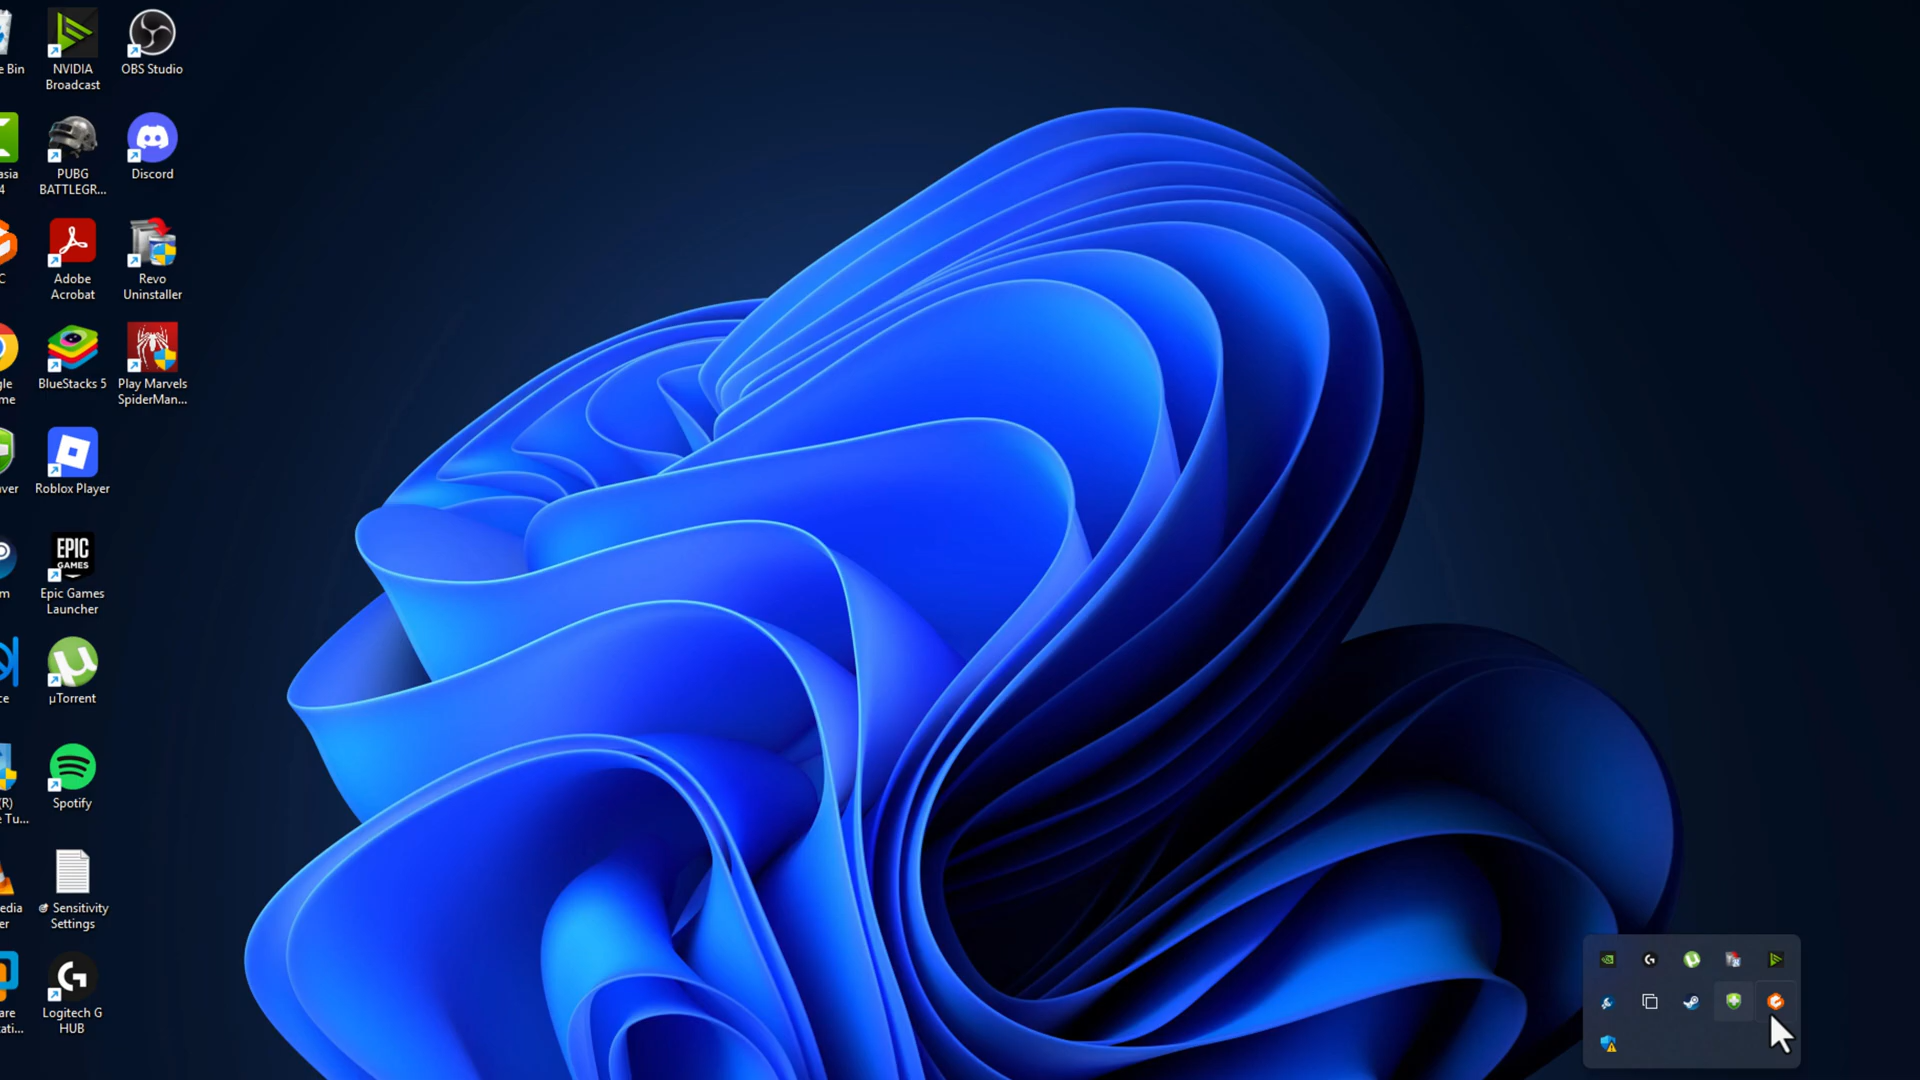 e Bin
NVIDIA
Broadcast
OBS Studio
asia
4
PUBG
BATTLEGR...
Discord
C
Adobe
Acrobat
Revo
Uninstaller
gle
me
BlueStacks 5
Play Marvels
SpiderMan...
ver
Roblox Player
m
EPIC
GAMES
Epic Games
Launcher
ce
µTorrent
(R)
e Tu...
Spotify
edia
er
Sensitivity
Settings
are
ati...
Logitech G
HUB